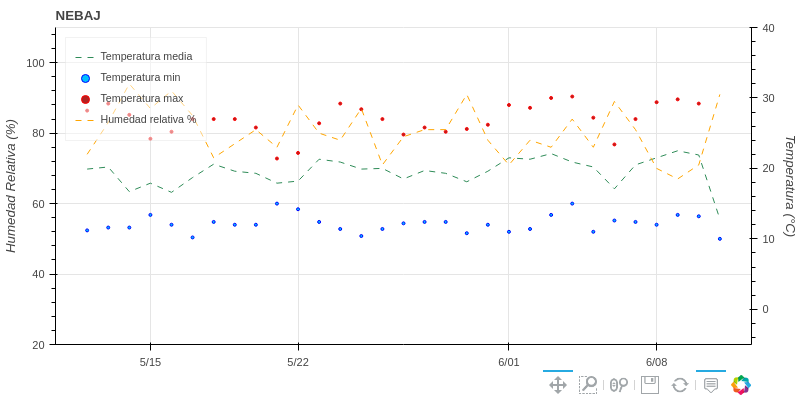 NEBAJ
Temperatura media
Temperatura min
Temperatura max
Humedad relativa %
Humedad Relativa (%)
100
80
60
40
20
Temperatura (°C)
40
30
20
10
0
5/15
5/22
6/01
6/08